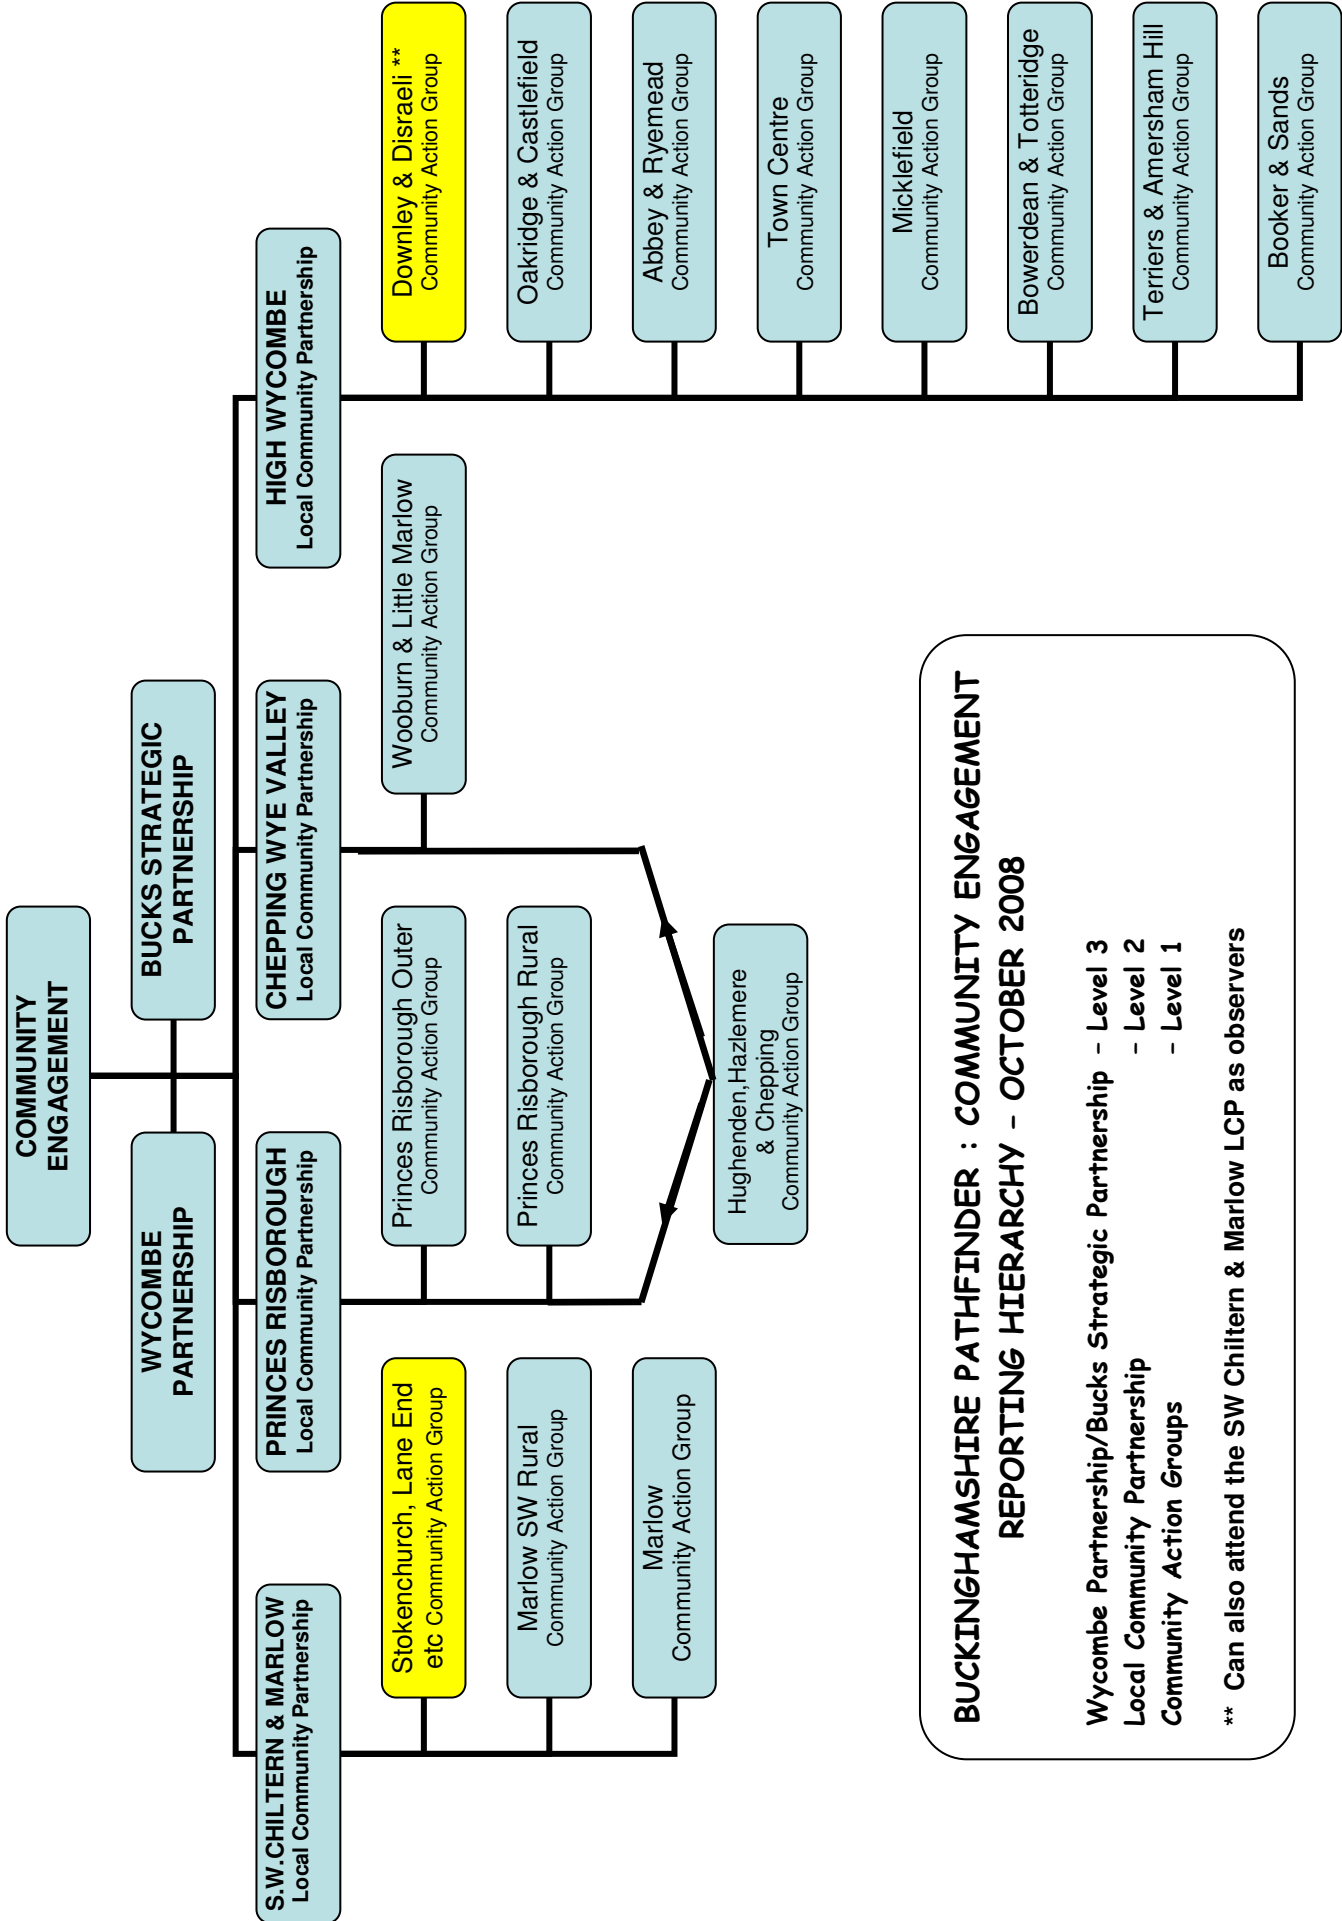 COMMUNITY
ENGAGEMENT
WYCOMBE
PARTNERSHIP
BUCKS STRATEGIC
PARTNERSHIP
S.W.CHILTERN & MARLOW
Local Community Partnership
PRINCES RISBOROUGH
Local Community Partnership
CHEPPING WYE VALLEY
Local Community Partnership
HIGH WYCOMBE
Local Community Partnership
Stokenchurch, Lane End
etc Community Action Group
Marlow SW Rural
Community Action Group
Marlow
Community Action Group
Princes Risborough Outer
Community Action Group
Princes Risborough Rural
Community Action Group
Hughenden,Hazlemere
& Chepping
Community Action Group
Wooburn & Little Marlow
Community Action Group
Downley & Disraeli **
Community Action Group
Oakridge & Castlefield
Community Action Group
Abbey & Ryemead
Community Action Group
Town Centre
Community Action Group
Micklefield
Community Action Group
Bowerdean & Totteridge
Community Action Group
Terriers & Amersham Hill
Community Action Group
Booker & Sands
Community Action Group
BUCKINGHAMSHIRE PATHFINDER : COMMUNITY ENGAGEMENT
REPORTING HIERARCHY – OCTOBER 2008
Wycombe Partnership/Bucks Strategic Partnership – Level 3
Local Community Partnership – Level 2
Community Action Groups – Level 1
** Can also attend the SW Chiltern & Marlow LCP as observers